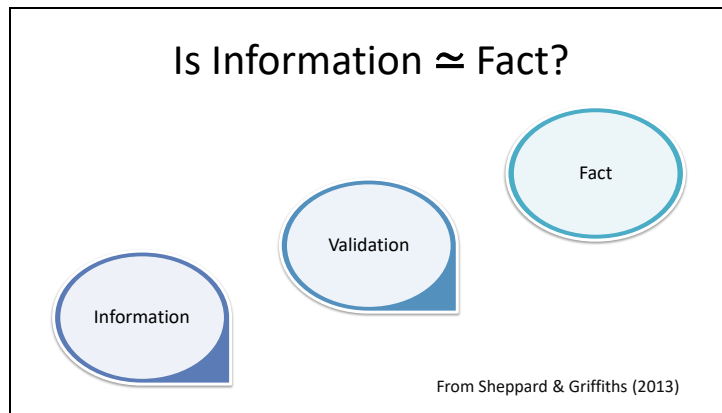 Is Information ≃ Fact?
Fact
Validation
Information
From Sheppard & Griffiths (2013)